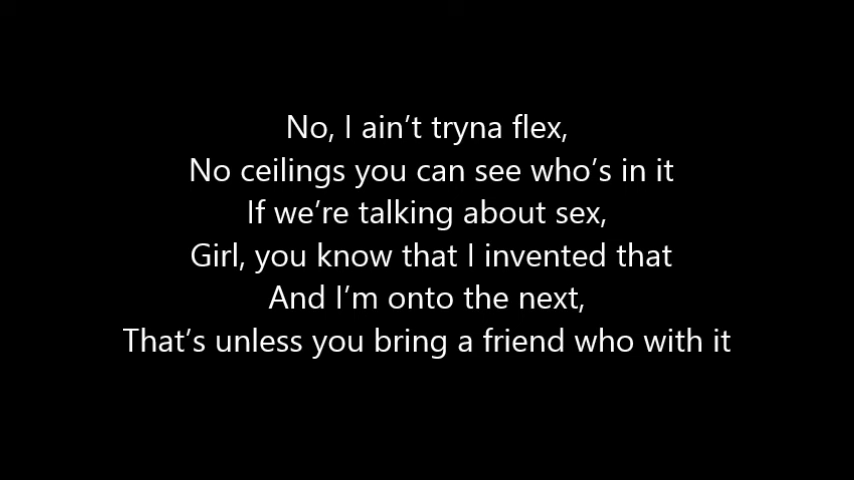 No, I ain’t tryna flex,
No ceilings you can see who’s in it
If we’re talking about sex,
Girl, you know that I invented that
And I’m onto the next,
That’s unless you bring a friend who with it